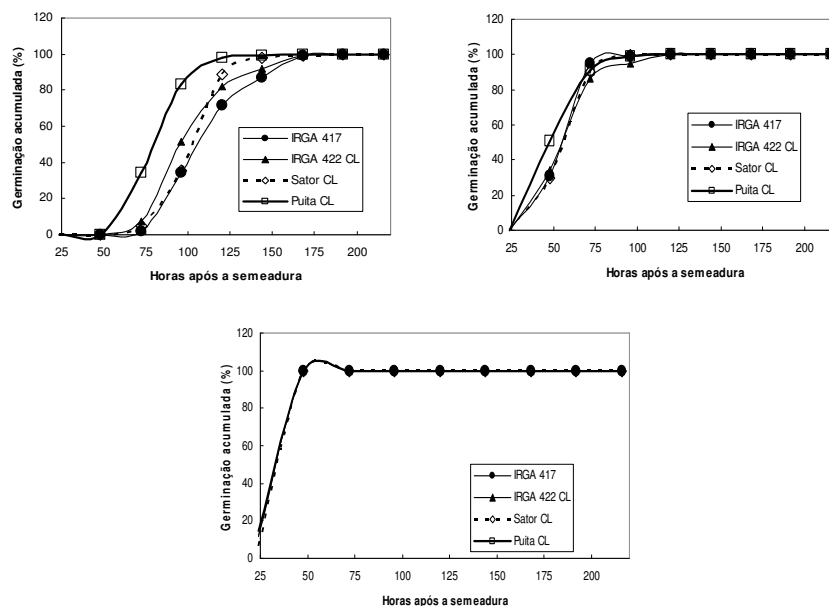 Germinação acumulada (%)
120
100
80
60
40
20
0
25
50
75
100
125
150
175
200
Horas após a semeadura
IRGA 417
IRGA 422 CL
Sator CL
Puita CL
Germinação acumulada (%)
120
100
80
60
40
20
0
25
50
75
100
125
150
175
200
Horas após a semeadura
IRGA 417
IRGA 422 CL
Sator CL
Puita CL
Germinação acumulada (%)
120
100
80
60
40
20
0
25
50
75
100
125
150
175
200
Horas após a semeadura
IRGA 417
IRGA 422 CL
Sator CL
Puita CL